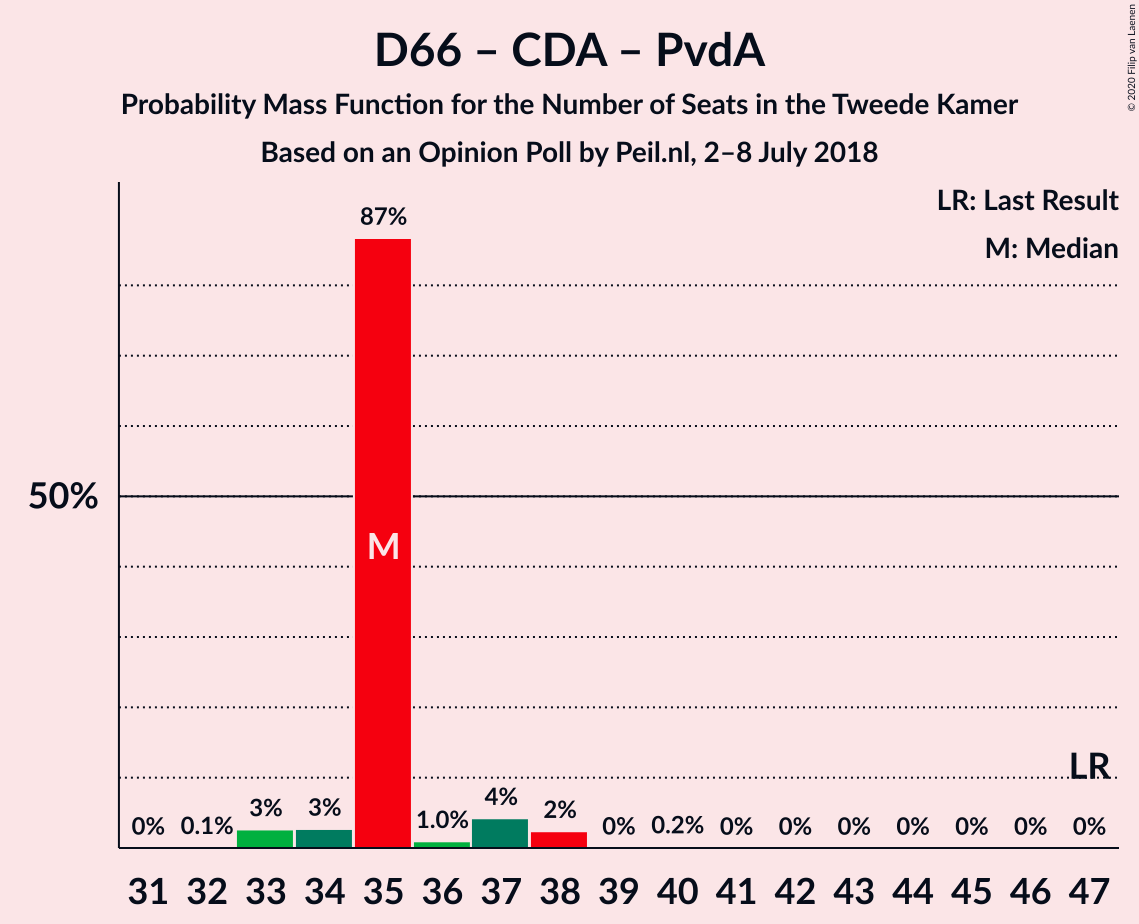 D66 – CDA – PvdA
Probability Mass Function for the Number of Seats in the Tweede Kamer
Based on an Opinion Poll by Peil.nl, 2–8 July 2018
© 2020 Filip van Laenen
LR: Last Result
M: Median
87%
50%
M
LR
0% 0.1% 3% 3% 1.0% 4% 2% 0% 0.2% 0% 0% 0% 0% 0% 0% 0%
31 32 33 34 35 36 37 38 39 40 41 42 43 44 45 46 47